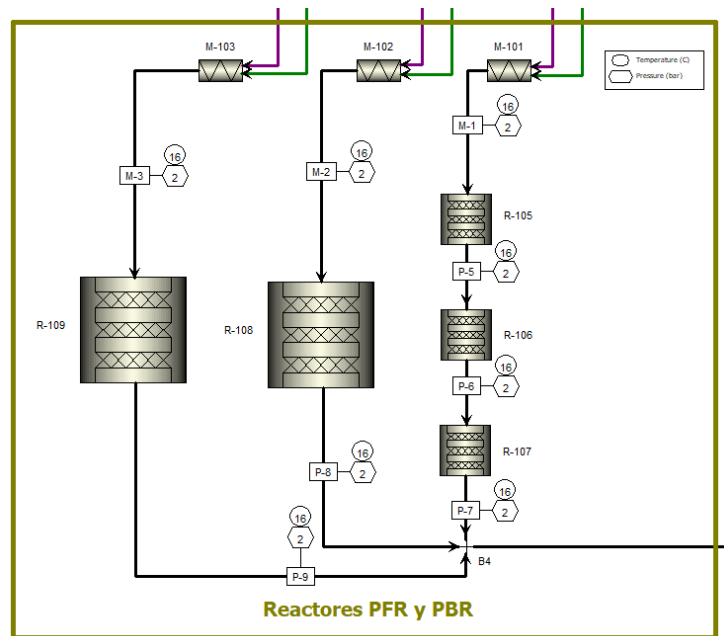 M-103
M-102
M-101
Temperature (C)
Pressure (bar)
16
M-1
2
16
M-3
2
16
M-2
2
R-105
16
P-5
2
R-109
R-108
R-106
16
P-6
2
R-107
16
P-8
2
16
P-7
2
16
2
B4
P-9
Reactores PFR y PBR